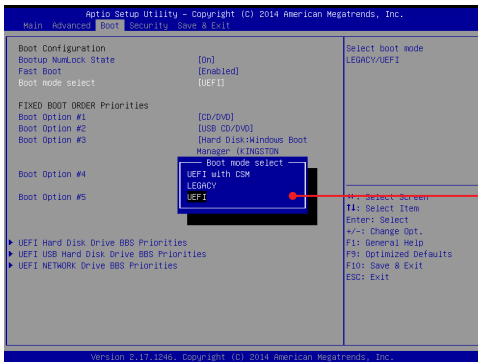 Aptio Setup Utility – Copyright (C) 2014 American Megatrends, Inc.
Main Advanced Boot Security Save & Exit
Boot Configuration
Bootup NumLock State [On]
Fast Boot [Enabled]
Boot mode select [UEFI]
FIXED BOOT ORDER Priorities
Boot Option #1 [CD/DVD]
Boot Option #2 [USB CD/DVD]
Boot Option #3 [Hard Disk:Windows Boot
Manager (KINGSTON
Boot mode select
UEFI with CSM
LEGACY
UEFI
Boot Option #4
Boot Option #5
UEFI Hard Disk Drive BBS Priorities
UEFI USB Hard Disk Drive BBS Priorities
UEFI NETWORK Drive BBS Priorities
Select boot mode
LEGACY/UEFI
Select Screen
↑↓: Select Item
Enter: Select
+/-: Change Opt.
F1: General Help
F9: Optimized Defaults
F10: Save & Exit
ESC: Exit
Version 2.17.1246. Copyright (C) 2014 American Megatrends, Inc.